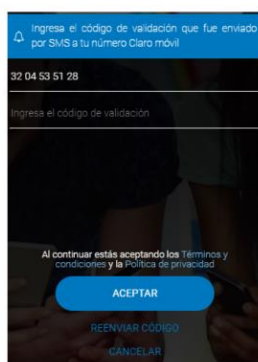 Ingresa el código de validación que fue enviado
por SMS a tu número Claro móvil
32 04 53 51 28
Ingresa el código de validación
Al continuar estás aceptando los Términos y
condiciones y la Política de privacidad
ACEPTAR
REENVIAR CÓDIGO
CANCELAR